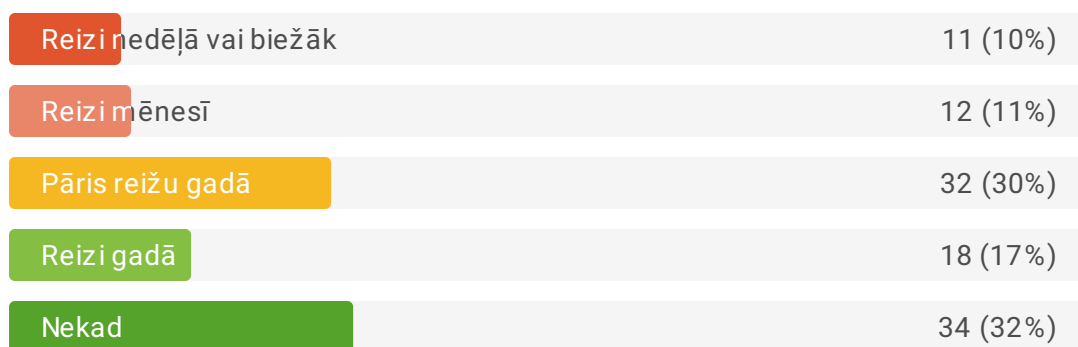 Reizi nedēļā vai biežāk 11 (10%)
Reizi mēnesī 12 (11%)
Pāris reižu gadā 32 (30%)
Reizi gadā 18 (17%)
Nekad 34 (32%)